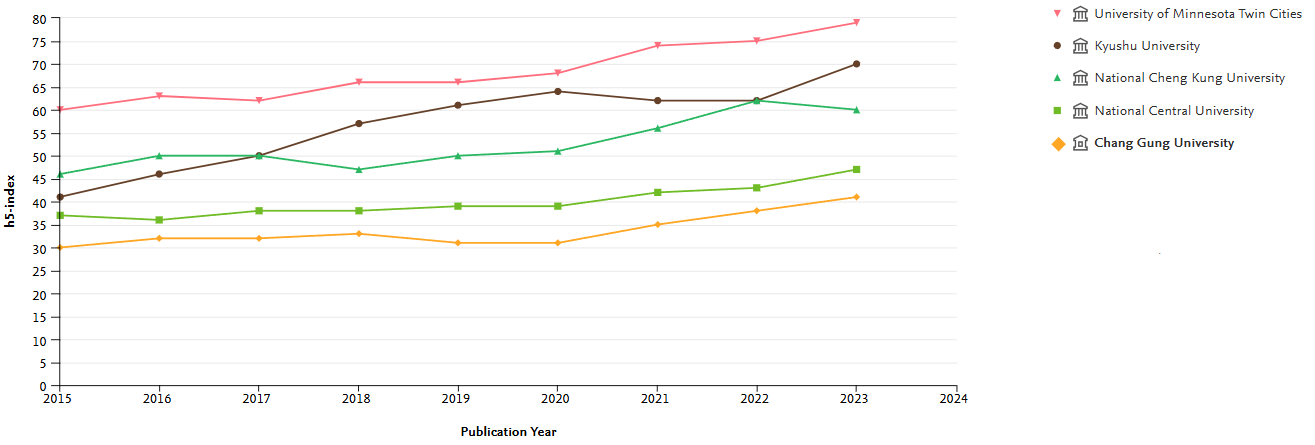 80
75
70
65
60
55
50
45
40
35
30
25
20
15
10
5
0
h5-index
2015 2016 2017 2018 2019 2020 2021 2022 2023 2024
Publication Year
University of Minnesota Twin Cities
Kyushu University
National Cheng Kung University
National Central University
Chang Gung University